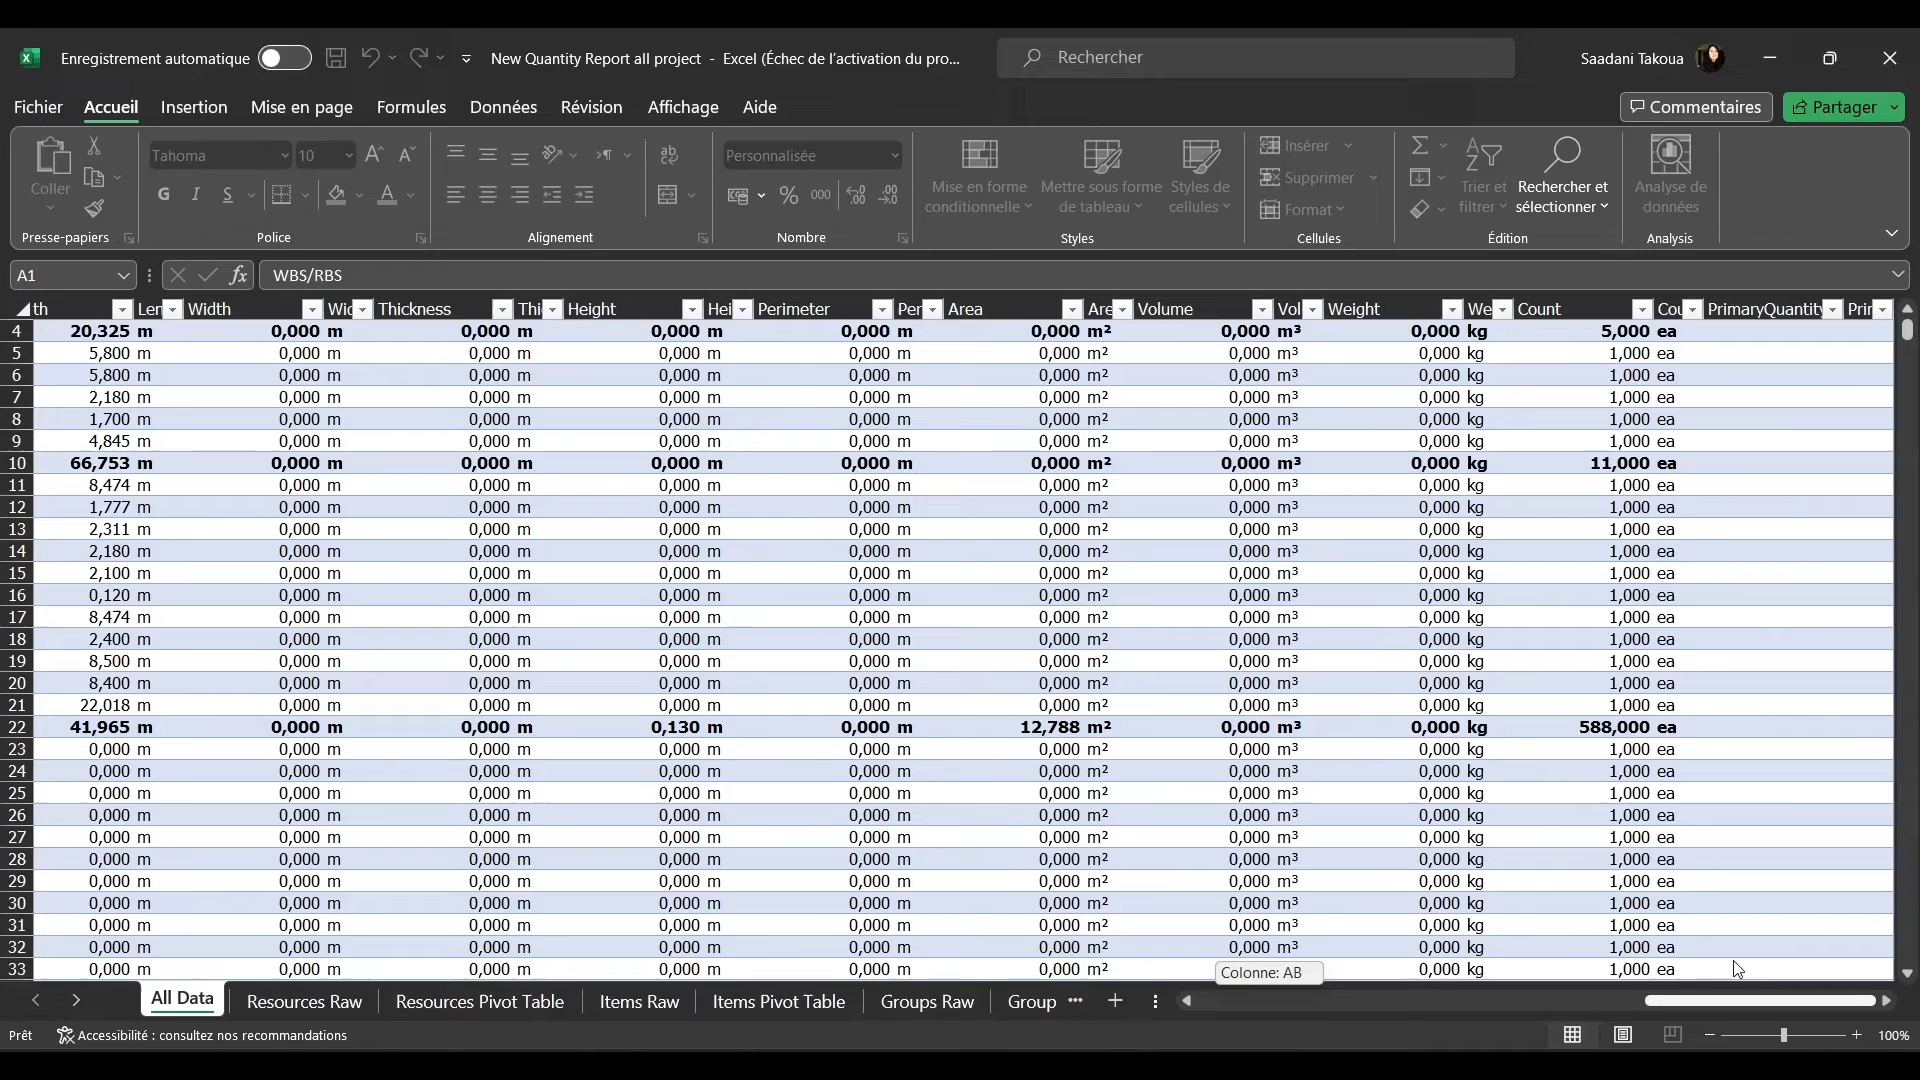 Enregistrement automatique New Quantity Report all project - Excel (Échec de l'activation du pro... Rechercher Saadani Takoua
Fichier Accueil Insertion Mise en page Formules Données Révision Affichage Aide Commentaires Partager
Coller Tahoma 10 Personnalisée Mise en forme conditionnelle Mettre sous forme de tableau Styles de cellules Insérer Supprimer Format Trier et filtrer Rechercher et sélectionner Analyse de données
Presse-papiers Police Alignement Nombre Styles Cellules Édition Analysis
A1 WBS/RBS
th Len Width Wid Thickness Thi Height Hei Perimeter Per Area Are Volume Vol Weight We Count Cou PrimaryQuantity Prin
4 20,325 m 0,000 m 0,000 m 0,000 m 0,000 m 0,000 m² 0,000 m³ 0,000 kg 5,000 ea
5 5,800 m 0,000 m 0,000 m 0,000 m 0,000 m 0,000 m² 0,000 m³ 0,000 kg 1,000 ea
6 5,800 m 0,000 m 0,000 m 0,000 m 0,000 m 0,000 m² 0,000 m³ 0,000 kg 1,000 ea
7 2,180 m 0,000 m 0,000 m 0,000 m 0,000 m 0,000 m² 0,000 m³ 0,000 kg 1,000 ea
8 1,700 m 0,000 m 0,000 m 0,000 m 0,000 m 0,000 m² 0,000 m³ 0,000 kg 1,000 ea
9 4,845 m 0,000 m 0,000 m 0,000 m 0,000 m 0,000 m² 0,000 m³ 0,000 kg 1,000 ea
10 66,753 m 0,000 m 0,000 m 0,000 m 0,000 m 0,000 m² 0,000 m³ 0,000 kg 11,000 ea
11 8,474 m 0,000 m 0,000 m 0,000 m 0,000 m 0,000 m² 0,000 m³ 0,000 kg 1,000 ea
12 1,777 m 0,000 m 0,000 m 0,000 m 0,000 m 0,000 m² 0,000 m³ 0,000 kg 1,000 ea
13 2,311 m 0,000 m 0,000 m 0,000 m 0,000 m 0,000 m² 0,000 m³ 0,000 kg 1,000 ea
14 2,180 m 0,000 m 0,000 m 0,000 m 0,000 m 0,000 m² 0,000 m³ 0,000 kg 1,000 ea
15 2,100 m 0,000 m 0,000 m 0,000 m 0,000 m 0,000 m² 0,000 m³ 0,000 kg 1,000 ea
16 0,120 m 0,000 m 0,000 m 0,000 m 0,000 m 0,000 m² 0,000 m³ 0,000 kg 1,000 ea
17 8,474 m 0,000 m 0,000 m 0,000 m 0,000 m 0,000 m² 0,000 m³ 0,000 kg 1,000 ea
18 2,400 m 0,000 m 0,000 m 0,000 m 0,000 m 0,000 m² 0,000 m³ 0,000 kg 1,000 ea
19 8,500 m 0,000 m 0,000 m 0,000 m 0,000 m 0,000 m² 0,000 m³ 0,000 kg 1,000 ea
20 8,400 m 0,000 m 0,000 m 0,000 m 0,000 m 0,000 m² 0,000 m³ 0,000 kg 1,000 ea
21 22,018 m 0,000 m 0,000 m 0,000 m 0,000 m 0,000 m² 0,000 m³ 0,000 kg 1,000 ea
22 41,965 m 0,000 m 0,000 m 0,130 m 0,000 m 12,788 m² 0,000 m³ 0,000 kg 588,000 ea
23 0,000 m 0,000 m 0,000 m 0,000 m 0,000 m 0,000 m² 0,000 m³ 0,000 kg 1,000 ea
24 0,000 m 0,000 m 0,000 m 0,000 m 0,000 m 0,000 m² 0,000 m³ 0,000 kg 1,000 ea
25 0,000 m 0,000 m 0,000 m 0,000 m 0,000 m 0,000 m² 0,000 m³ 0,000 kg 1,000 ea
26 0,000 m 0,000 m 0,000 m 0,000 m 0,000 m 0,000 m² 0,000 m³ 0,000 kg 1,000 ea
27 0,000 m 0,000 m 0,000 m 0,000 m 0,000 m 0,000 m² 0,000 m³ 0,000 kg 1,000 ea
28 0,000 m 0,000 m 0,000 m 0,000 m 0,000 m 0,000 m² 0,000 m³ 0,000 kg 1,000 ea
29 0,000 m 0,000 m 0,000 m 0,000 m 0,000 m 0,000 m² 0,000 m³ 0,000 kg 1,000 ea
30 0,000 m 0,000 m 0,000 m 0,000 m 0,000 m 0,000 m² 0,000 m³ 0,000 kg 1,000 ea
31 0,000 m 0,000 m 0,000 m 0,000 m 0,000 m 0,000 m² 0,000 m³ 0,000 kg 1,000 ea
32 0,000 m 0,000 m 0,000 m 0,000 m 0,000 m 0,000 m² 0,000 m³ 0,000 kg 1,000 ea
33 0,000 m 0,000 m 0,000 m 0,000 m 0,000 m 0,000 m² 0,000 kg 1,000 ea
Colonne: AB
All Data Resources Raw Resources Pivot Table Items Raw Items Pivot Table Groups Raw Group ...
Prêt Accessibilité : consultez nos recommandations 100%